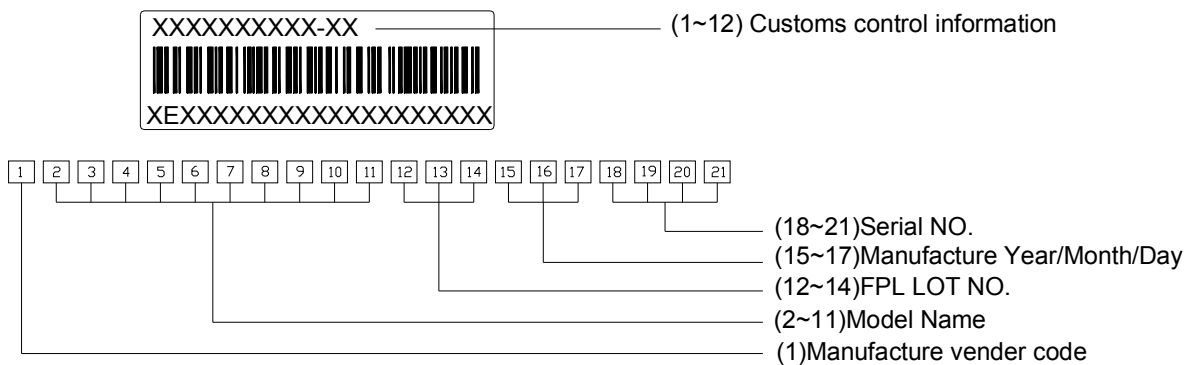 XXXXXXXXXX-XX
(1~12) Customs control information
XEXXXXXXXXXXXXXXXXXXX
1 2 3 4 5 6 7 8 9 10 11 12 13 14 15 16 17 18 19 20 21
(18~21)Serial NO.
(15~17)Manufacture Year/Month/Day
(12~14)FPL LOT NO.
(2~11)Model Name
(1)Manufacture vender code